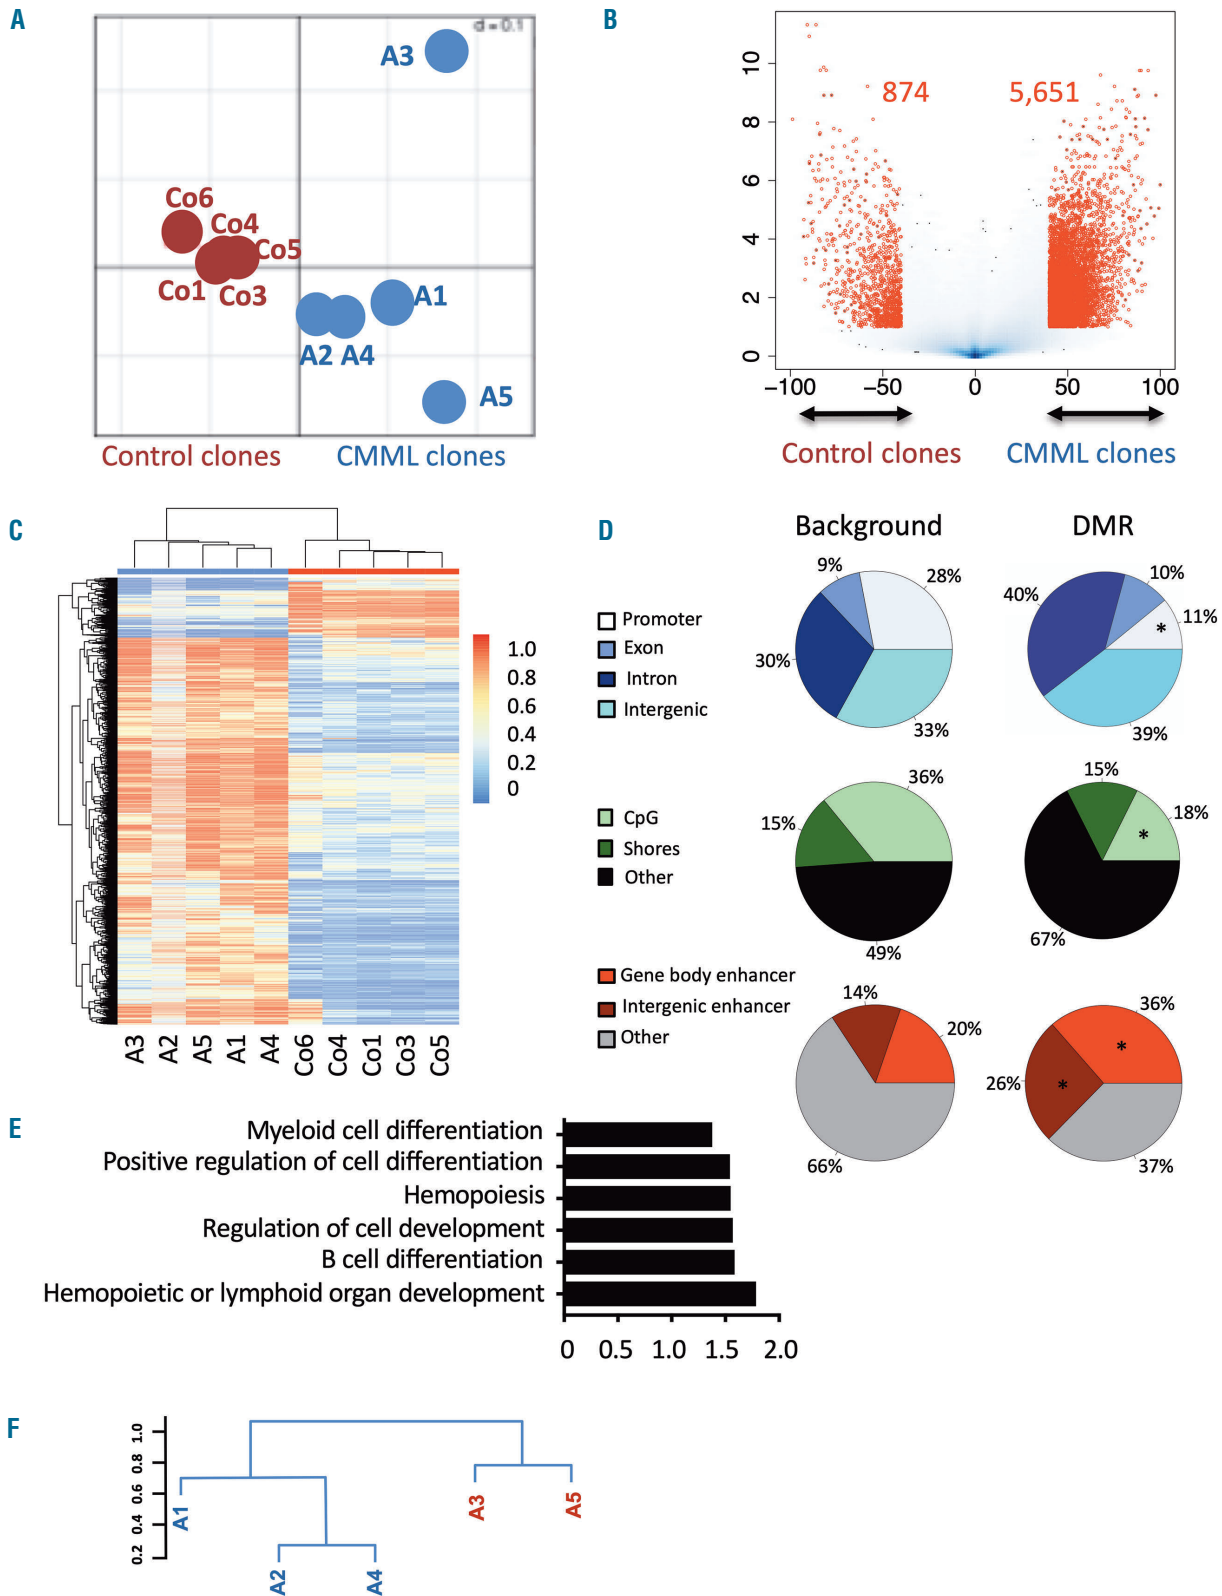 A
d = 0.1
A3
Co6
Co4
Co5
Co1
Co3
A1
A2 A4
A5
Control clones
CMML clones
B
874
5,651
10
8
6
4
2
0
−100
−50
0
50
100
Control clones
CMML clones
C
1.0
0.8
0.6
0.4
0.2
0
A3
A2
A5
A1
A4
Co6
Co4
Co1
Co3
Co5
D
Background
DMR
Promoter
Exon
Intron
Intergenic
9%
28%
30%
33%
40%
10%
11%
*
39%
CpG
Shores
Other
36%
15%
49%
15%
18%
*
67%
Gene body enhancer
Intergenic enhancer
Other
14%
20%
66%
36%
*
26%
*
37%
E
Myeloid cell differentiation
Positive regulation of cell differentiation
Hemopoiesis
Regulation of cell development
B cell differentiation
Hemopoietic or lymphoid organ development
0 0.5 1.0 1.5 2.0
F
1.0
0.8
0.6
0.4
0.2
A1
A2
A4
A3
A5